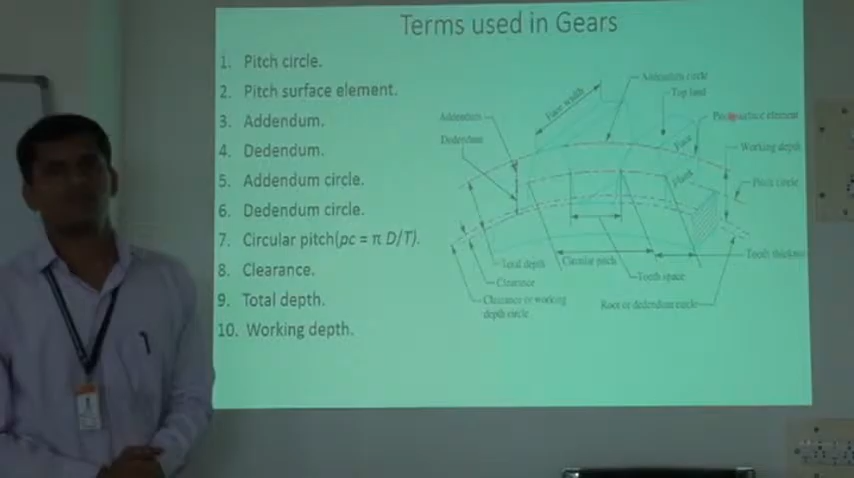 Terms used in Gears
1. Pitch circle.
2. Pitch surface element.
3. Addendum.
4. Dedendum.
5. Addendum circle.
6. Dedendum circle.
7. Circular pitch(pc = π D/T).
8. Clearance.
9. Total depth.
10. Working depth.
Addendum circle
Top land
Face width
Pitch surface element
Addendum
Dedendum
Face
Working depth
Flank
Pitch circle
Tooth thickness
Total depth
Circular pitch
Tooth space
Clearance
Clearance or working
depth circle
Root or dedendum circle